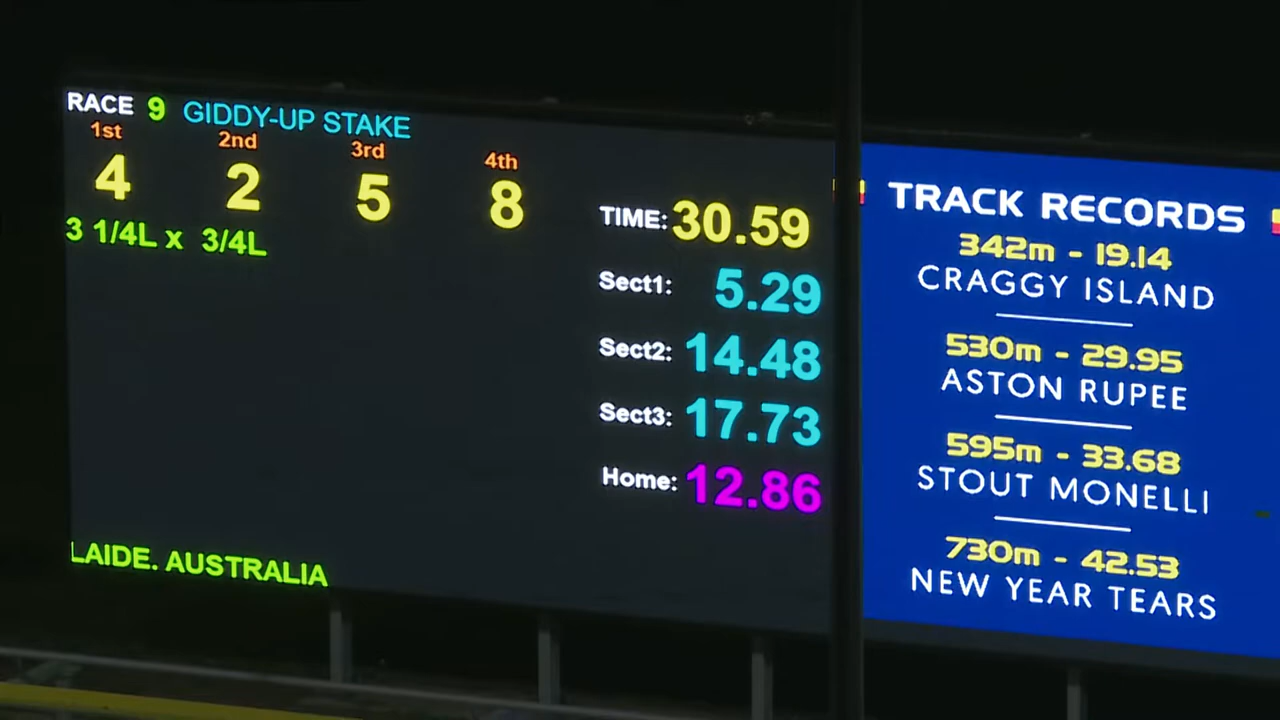 RACE 9 GIDDY-UP STAKE
1st 2nd 3rd 4th
4 2 5 8
3 1/4L x 3/4L
TIME: 30.59
Sect1: 5.29
Sect2: 14.48
Sect3: 17.73
Home: 12.86
LAIDE. AUSTRALIA
TRACK RECORDS
342m - 19.14
CRAGGY ISLAND
530m - 29.95
ASTON RUPEE
595m - 33.68
STOUT MONELLI
730m - 42.53
NEW YEAR TEARS